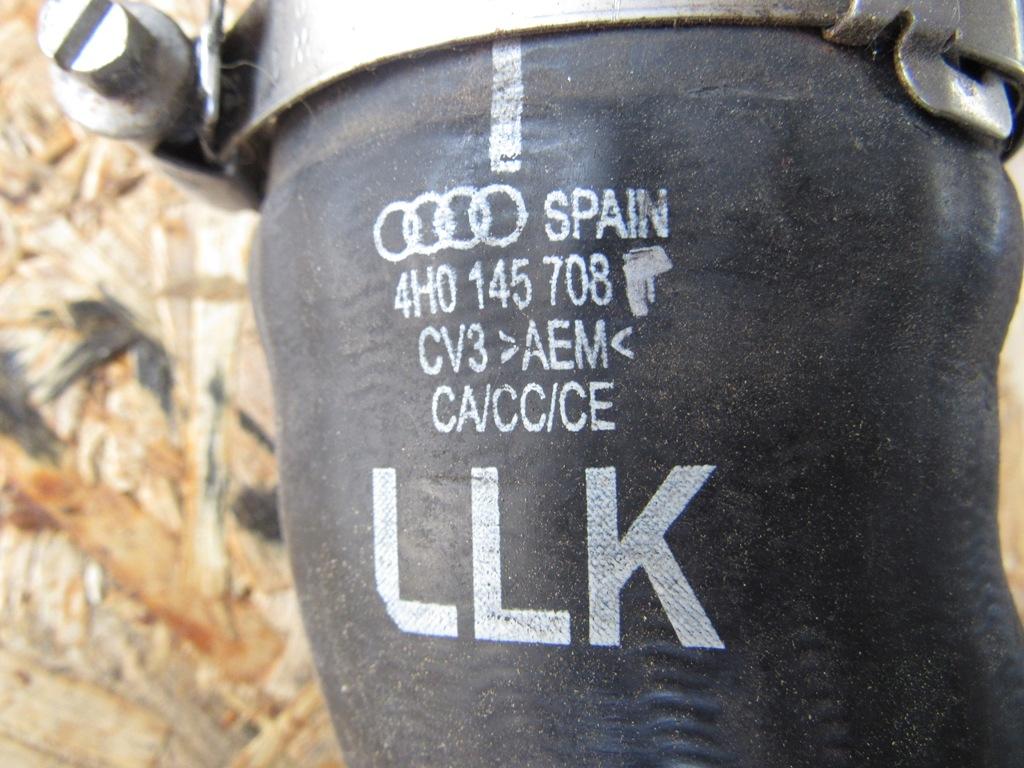 SPAIN
4H0 145 708
CV3 >AEM<
CA/CC/CE
LLK